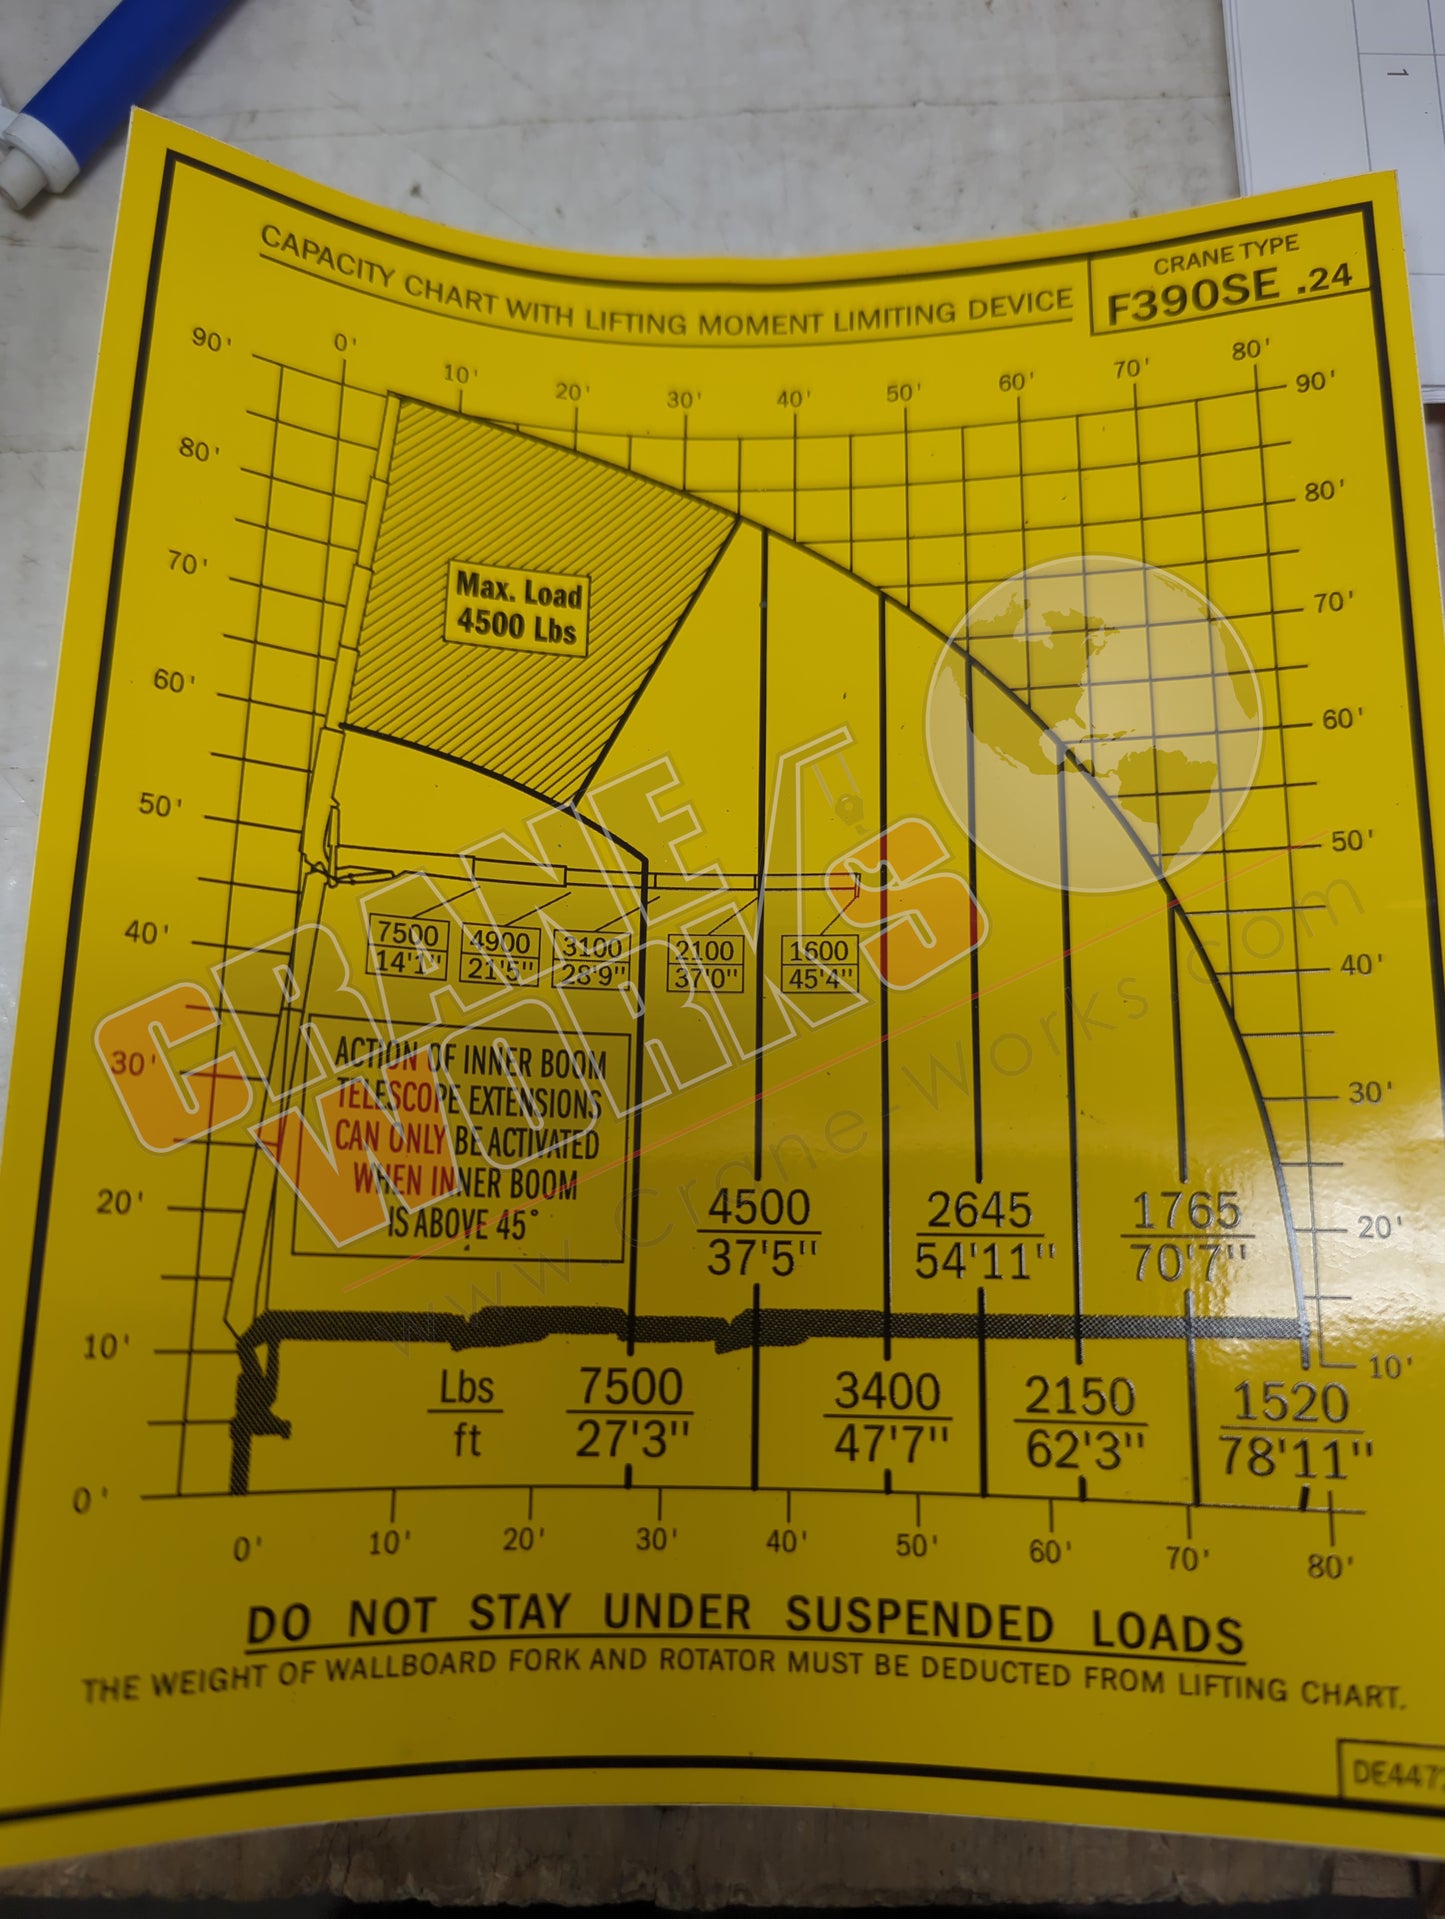 1
CAPACITY CHART WITH LIFTING MOMENT LIMITING DEVICE
CRANE TYPE
F390SE .24
0' 10' 20' 30' 40' 50' 60' 70' 80'
90' 90'
80' 80'
70' 70'
60' 60'
50' 50'
40' 40'
30' 30'
20' 20'
10' 10'
0'
Max. Load
4500 Lbs
7500 4900 3100 2100 1600
14'1" 21'5" 28'9" 37'0" 45'4"
CRANE
WORKS
www.crane-works.com
ACTION OF INNER BOOM
TELESCOPE EXTENSIONS
CAN ONLY BE ACTIVATED
WHEN INNER BOOM
IS ABOVE 45°
4500 2645 1765
37'5" 54'11" 70'7"
Lbs 7500 3400 2150 1520
ft 27'3" 47'7" 62'3" 78'11"
0' 10' 20' 30' 40' 50' 60' 70' 80'
DO NOT STAY UNDER SUSPENDED LOADS
THE WEIGHT OF WALLBOARD FORK AND ROTATOR MUST BE DEDUCTED FROM LIFTING CHART.